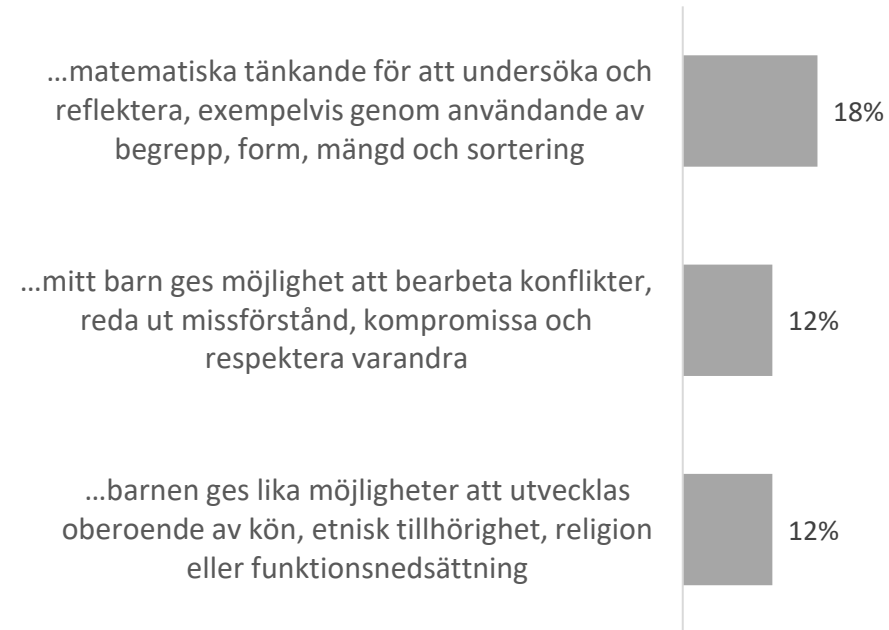 …matematiska tänkande för att undersöka och
reflektera, exempelvis genom användande av
begrepp, form, mängd och sortering
18%
…mitt barn ges möjlighet att bearbeta konflikter,
reda ut missförstånd, kompromissa och
respektera varandra
12%
…barnen ges lika möjligheter att utvecklas
oberoende av kön, etnisk tillhörighet, religion
eller funktionsnedsättning
12%